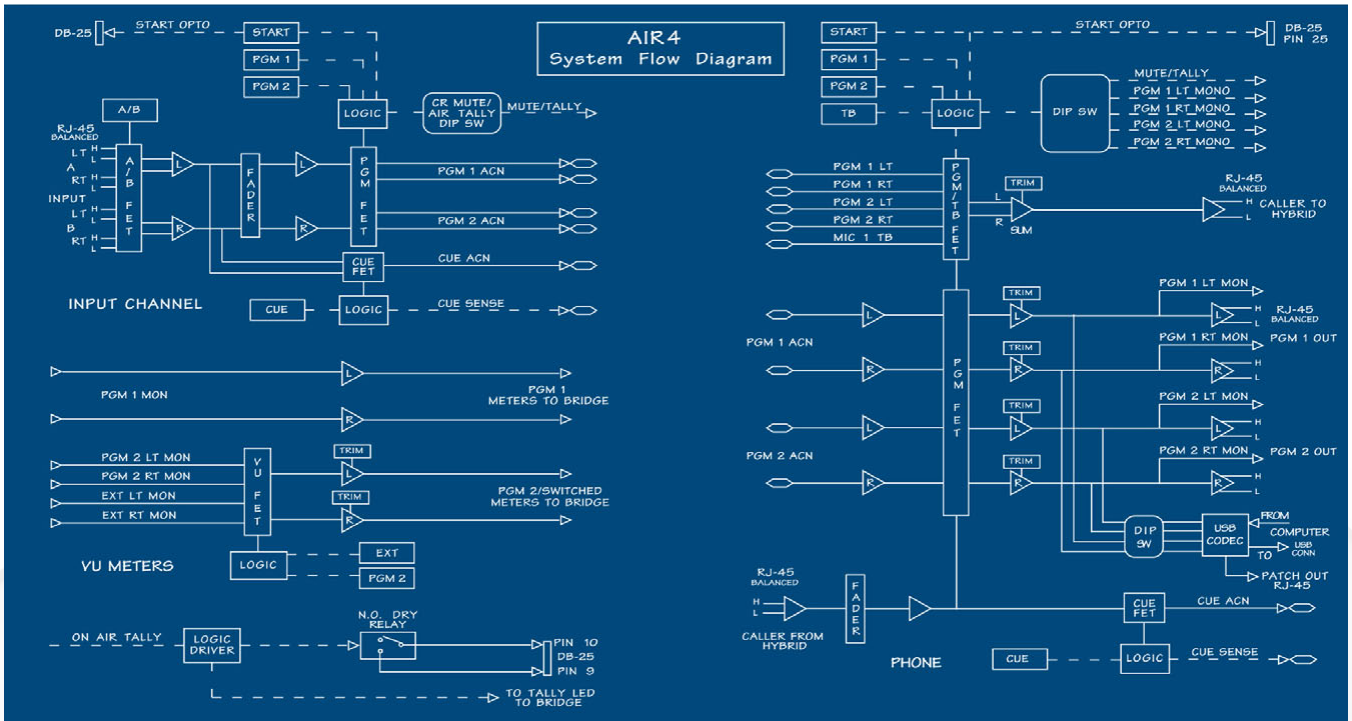 AIR4
System Flow Diagram
DB-25
START OPTO
START
PGM 1
PGM 2
A/B
LOGIC
CR MUTE/
AIR TALLY
DIP SW
MUTE/TALLY
RJ-45
BALANCED
LT H
L
A
RT H
L
INPUT
LT H
L
B
RT H
L
A/B FET
L
R
FADER
L
R
PGM FET
PGM 1 ACN
PGM 2 ACN
CUE
FET
CUE ACN
INPUT CHANNEL
CUE
LOGIC
CUE SENSE
PGM 1 MON
L
R
PGM 1
METERS TO BRIDGE
PGM 2 LT MON
PGM 2 RT MON
EXT LT MON
EXT RT MON
VU FET
TRIM
L
TRIM
R
PGM 2/SWITCHED
METERS TO BRIDGE
VU METERS
LOGIC
EXT
PGM 2
ON AIR TALLY
LOGIC
DRIVER
N.O. DRY
RELAY
PIN 10
DB-25
PIN 9
TO TALLY LED
TO BRIDGE
START
PGM 1
PGM 2
TB
LOGIC
START OPTO
DB-25
PIN 25
DIP SW
MUTE/TALLY
PGM 1 LT MONO
PGM 1 RT MONO
PGM 2 LT MONO
PGM 2 RT MONO
PGM 1 LT
PGM 1 RT
PGM 2 LT
PGM 2 RT
MIC 1 TB
PGM/TB FET
L
R
TRIM
SUM
RJ-45
BALANCED
H
L
CALLER TO
HYBRID
PGM 1 ACN
PGM 2 ACN
L
R
L
R
PGM FET
TRIM
L
TRIM
R
TRIM
L
TRIM
R
PGM 1 LT MON
L
H
L
RJ-45
BALANCED
PGM 1 RT MON
PGM 1 OUT
R
H
L
PGM 2 LT MON
L
H
L
PGM 2 RT MON
PGM 2 OUT
R
H
L
DIP
SW
USB
CODEC
FROM
COMPUTER
TO
USB
CONN
PATCH OUT
RJ-45
RJ-45
BALANCED
H
L
CALLER FROM
HYBRID
FADER
PHONE
CUE
FET
CUE ACN
CUE
LOGIC
CUE SENSE